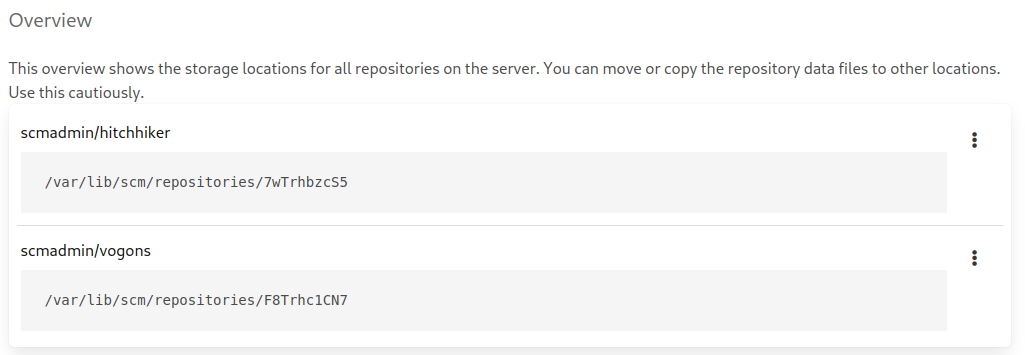 Overview
This overview shows the storage locations for all repositories on the server. You can move or copy the repository data files to other locations.
Use this cautiously.
scmadmin/hitchhiker
/var/lib/scm/repositories/7wTrhbzcS5
scmadmin/vogons
/var/lib/scm/repositories/F8Trhc1CN7